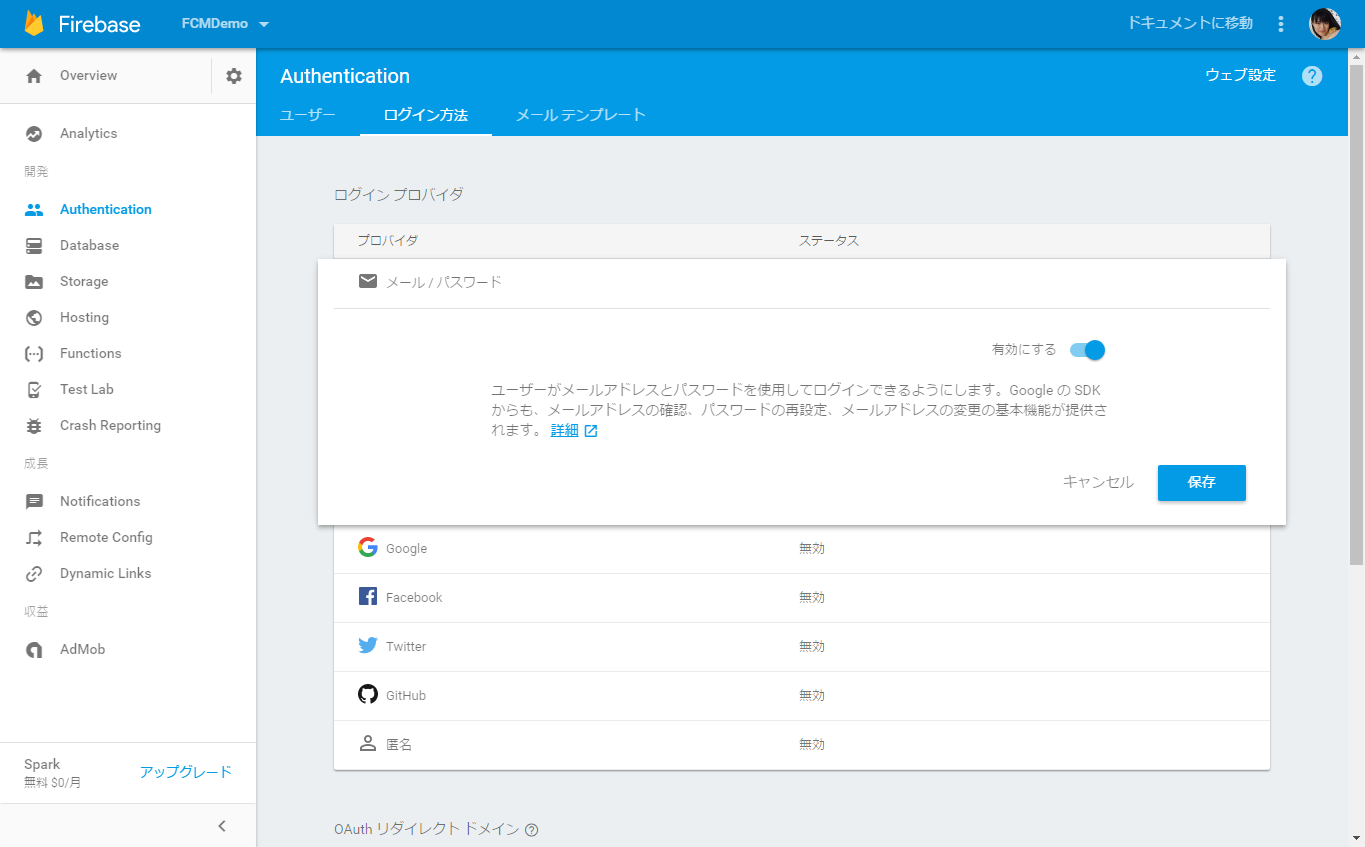 Firebase
FCMDemo
ドキュメントに移動
Overview
Authentication
ウェブ設定
?
ユーザー
ログイン方法
メール テンプレート
Analytics
開発
Authentication
Database
Storage
Hosting
Functions
Test Lab
Crash Reporting
成長
Notifications
Remote Config
Dynamic Links
収益
AdMob
Spark
無料 $0/月
アップグレード
ログイン プロバイダ
プロバイダ
ステータス
メール / パスワード
有効にする
ユーザーがメールアドレスとパスワードを使用してログインできるようにします。Google の SDK
からも、メールアドレスの確認、パスワードの再設定、メールアドレスの変更の基本機能が提供さ
れます。 詳細
キャンセル
保存
Google
無効
Facebook
無効
Twitter
無効
GitHub
無効
匿名
無効
OAuth リダイレクト ドメイン ?